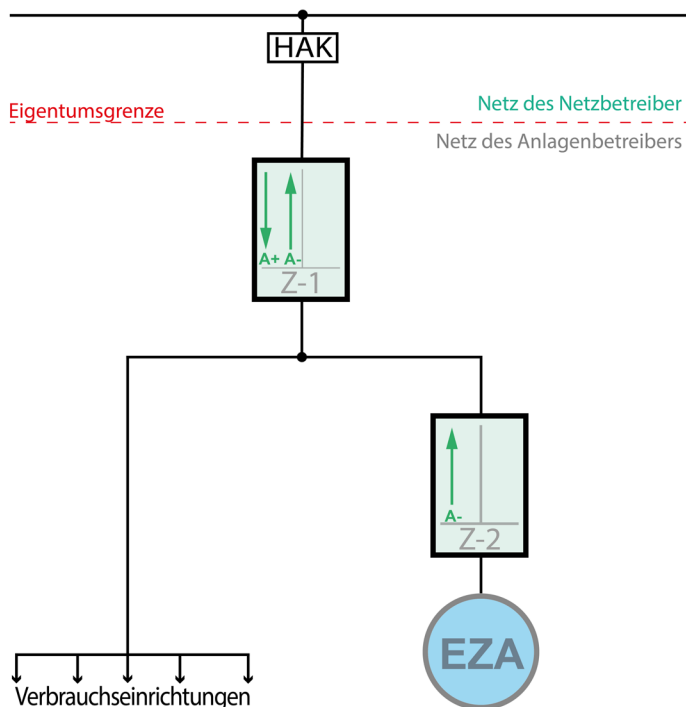 HAK
Eigentumsgrenze
Netz des Netzbetreiber
Netz des Anlagenbetreibers
A+ A-
Z-1
A-
Z-2
EZA
Verbrauchseinrichtungen